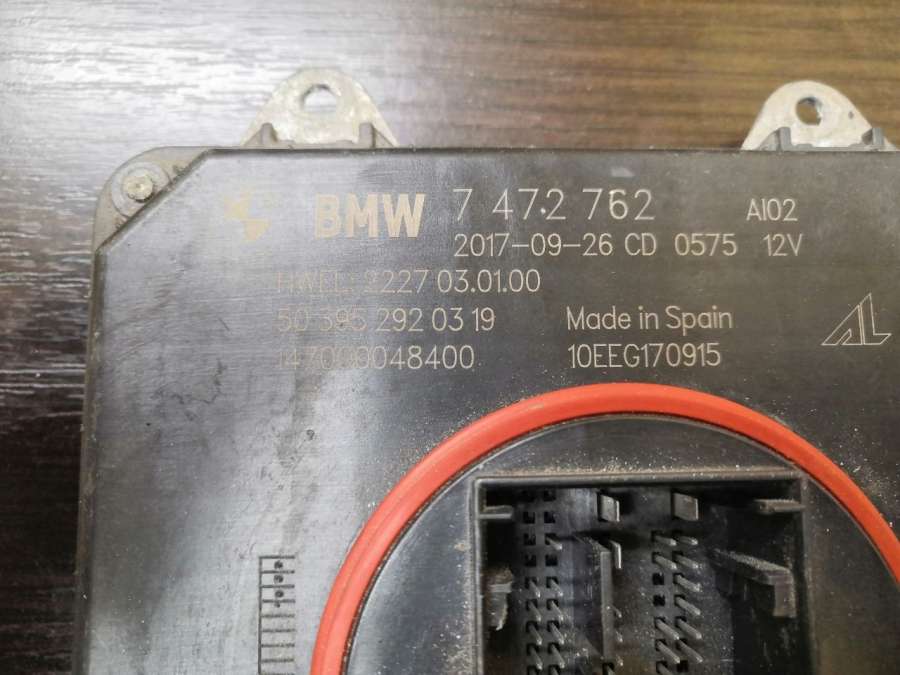 BMW 7 472 762 AI02
2017-09-26 CD 0575 12V
HWEL: 2227 03.01.00
50 395 292 03 19 Made in Spain
147000048400 10EEG170915
AL